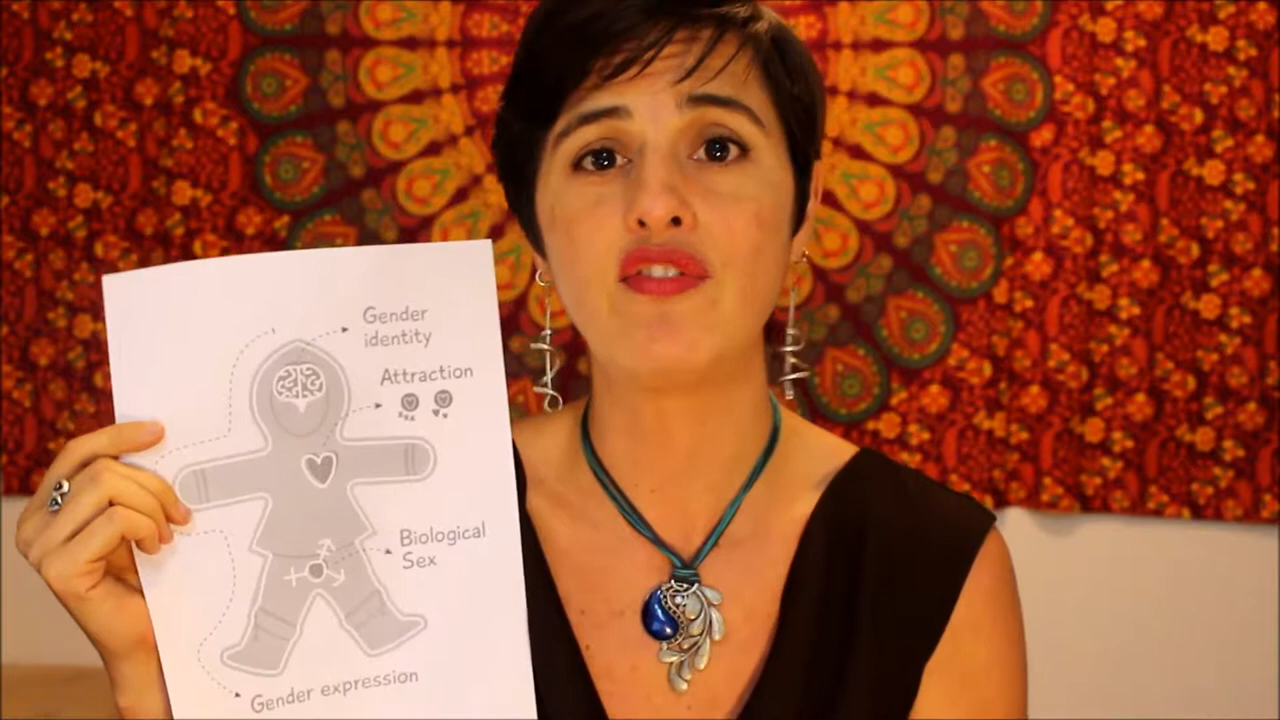 Gender
identity
Attraction
Biological
Sex
Gender expression